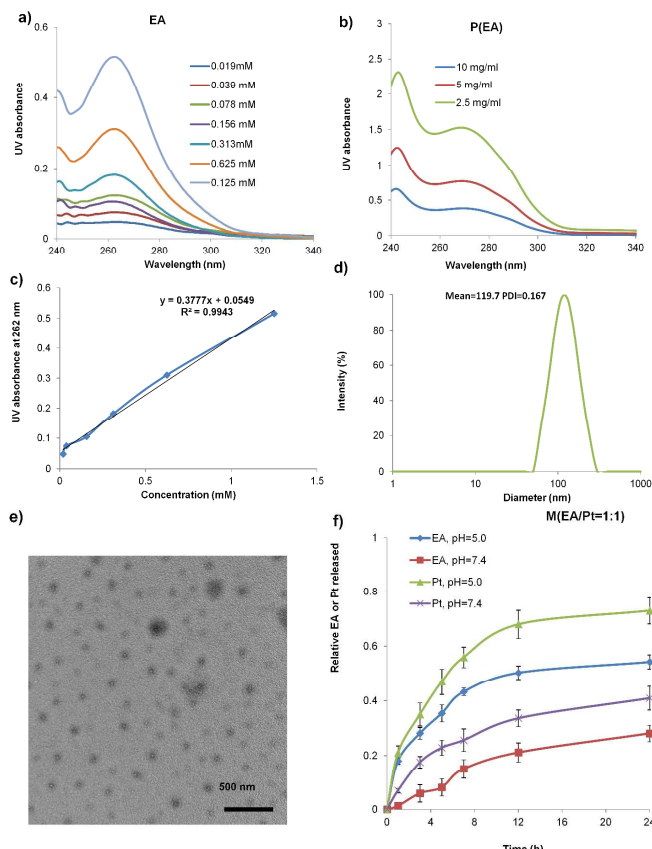 a)
EA
0.6
0.4
0.2
0
240 260 280 300 320 340
UV absorbance
Wavelength (nm)
0.019mM
0.039 mM
0.078 mM
0.156 mM
0.313mM
0.625 mM
0.125 mM
b)
P(EA)
3
2.5
2
1.5
1
0.5
0
240 260 280 300 320 340
UV absorbance
Wavelength (nm)
10 mg/ml
5 mg/ml
2.5 mg/ml
c)
y = 0.3777x + 0.0549
R² = 0.9943
0.6
0.5
0.4
0.3
0.2
0.1
0
0 0.5 1 1.5
UV absorbance at 262 nm
Concentration (mM)
d)
Mean=119.7 PDI=0.167
100
80
60
40
20
0
1 10 100 1000
Intensity (%)
Diameter (nm)
e)
500 nm
f)
M(EA/Pt=1:1)
EA, pH=5.0
EA, pH=7.4
Pt, pH=5.0
Pt, pH=7.4
1
0.8
0.6
0.4
0.2
0
0 4 8 12 16 20 24
Relative EA or Pt released
Time (h)